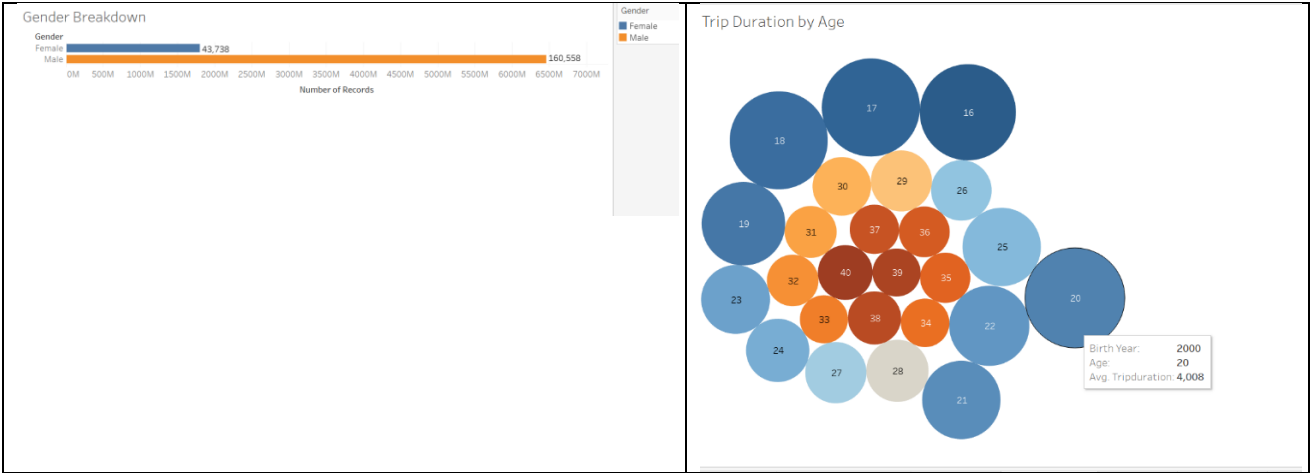 Gender Breakdown
Gender
Female 43,738
Male 160,558
0M 500M 1000M 1500M 2000M 2500M 3000M 3500M 4000M 4500M 5000M 5500M 6000M 6500M 7000M
Number of Records
Gender
Female
Male
Trip Duration by Age
17
16
18
30
29
26
19
31
37
36
25
40
39
35
32
23
20
33
38
34
22
24
27
28
21
Birth Year: 2000
Age: 20
Avg. Tripduration: 4,008